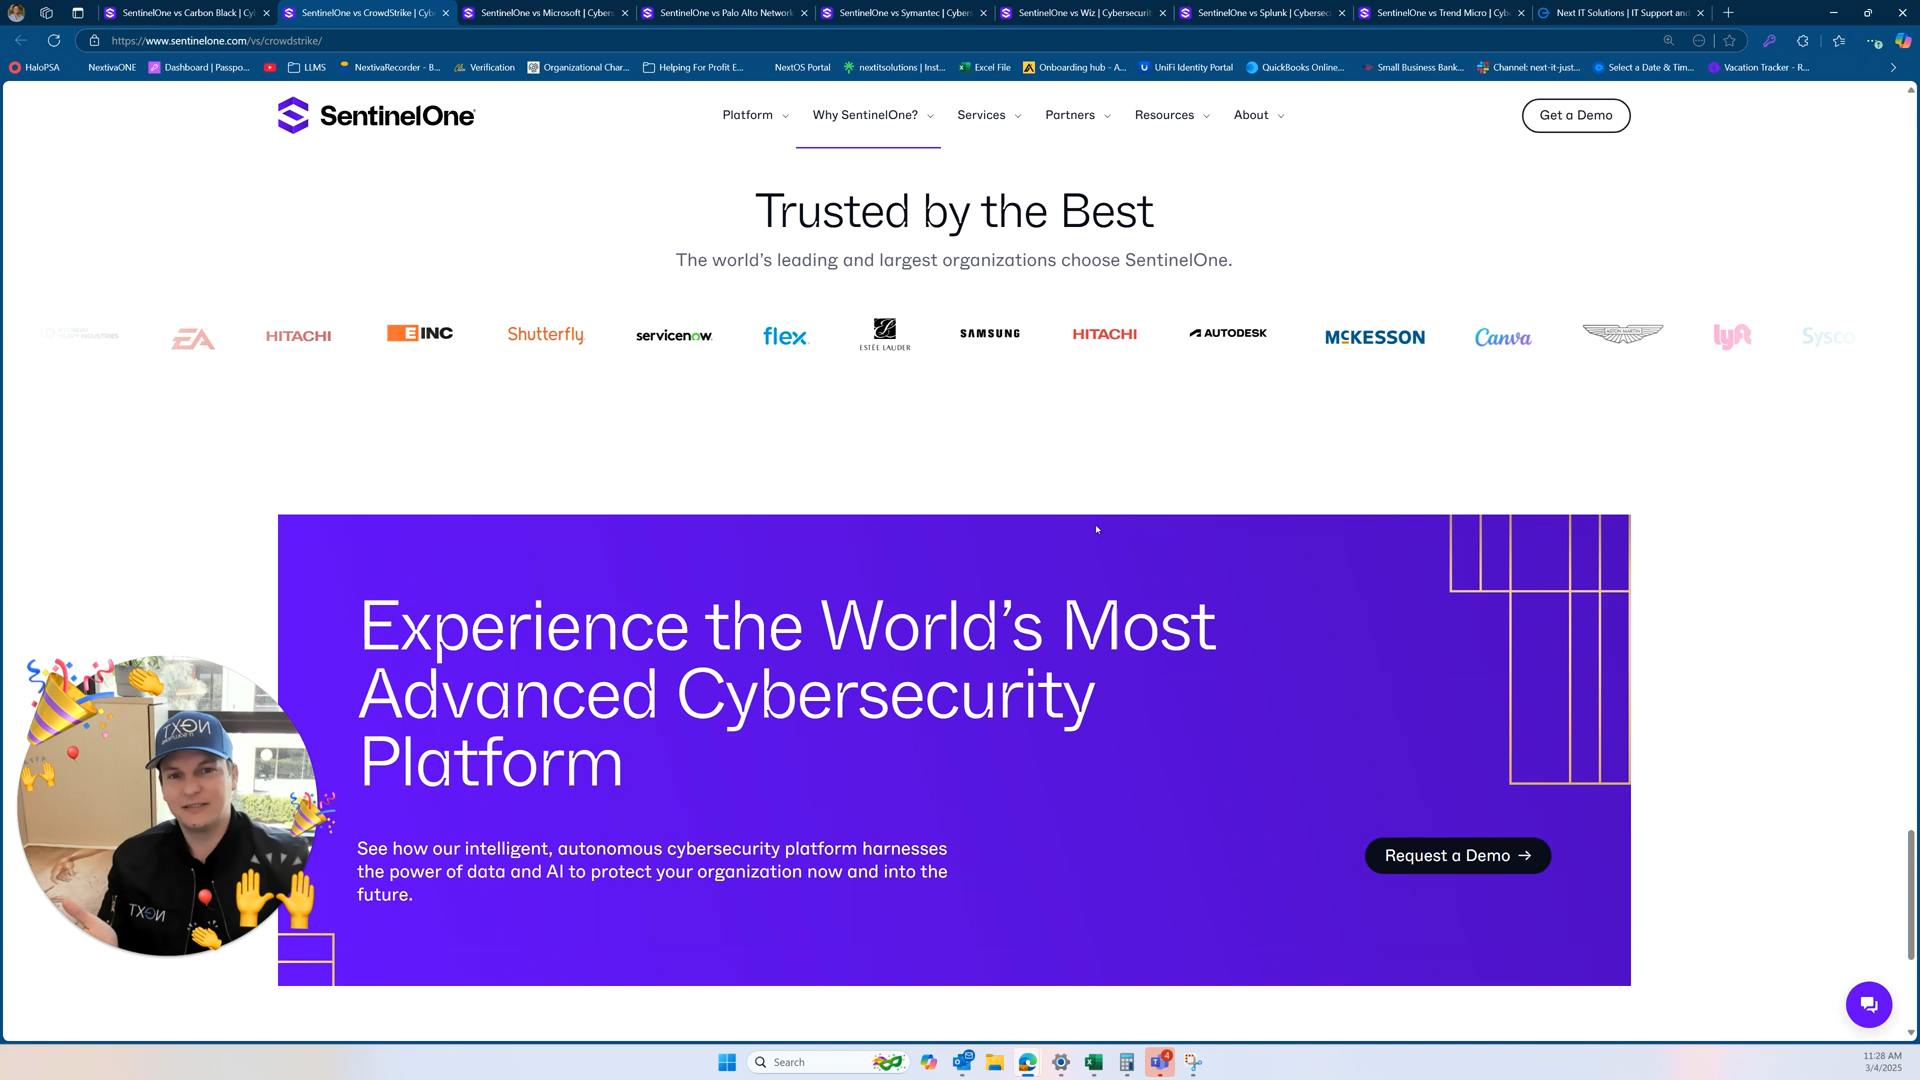 SentinelOne vs Carbon Black | Cy
SentinelOne vs CrowdStrike | Cyb
SentinelOne vs Microsoft | Cybers
SentinelOne vs Palo Alto Network
SentinelOne vs Symantec | Cybers
SentinelOne vs Wiz | Cybersecurit
SentinelOne vs Splunk | Cybersec
SentinelOne vs Trend Micro | Cyb
Next IT Solutions | IT Support and
https://www.sentinelone.com/vs/crowdstrike/
HaloPSA
NextivaONE
Dashboard | Passpo...
LLMS
NextivaRecorder - B...
Verification
Organizational Char...
Helping For Profit E...
NextOS Portal
nextitsolutions | Inst...
Excel File
Onboarding hub - A...
UniFi Identity Portal
QuickBooks Online...
Small Business Bank...
Channel: next-it-just...
Select a Date & Tim...
Vacation Tracker - R...
SentinelOne
Platform
Why SentinelOne?
Services
Partners
Resources
About
Get a Demo
Trusted by the Best
The world's leading and largest organizations choose SentinelOne.
EA
HITACHI
E INC
Shutterfly
servicenow
flex
ESTĒE LAUDER
SAMSUNG
HITACHI
AUTODESK
MCKESSON
Canva
ASTON MARTIN
lyft
Sysco
Experience the World's Most
Advanced Cybersecurity
Platform
See how our intelligent, autonomous cybersecurity platform harnesses
the power of data and AI to protect your organization now and into the
future.
Request a Demo →
NEXT
NEXT
Search
4
11:28 AM
3/4/2025